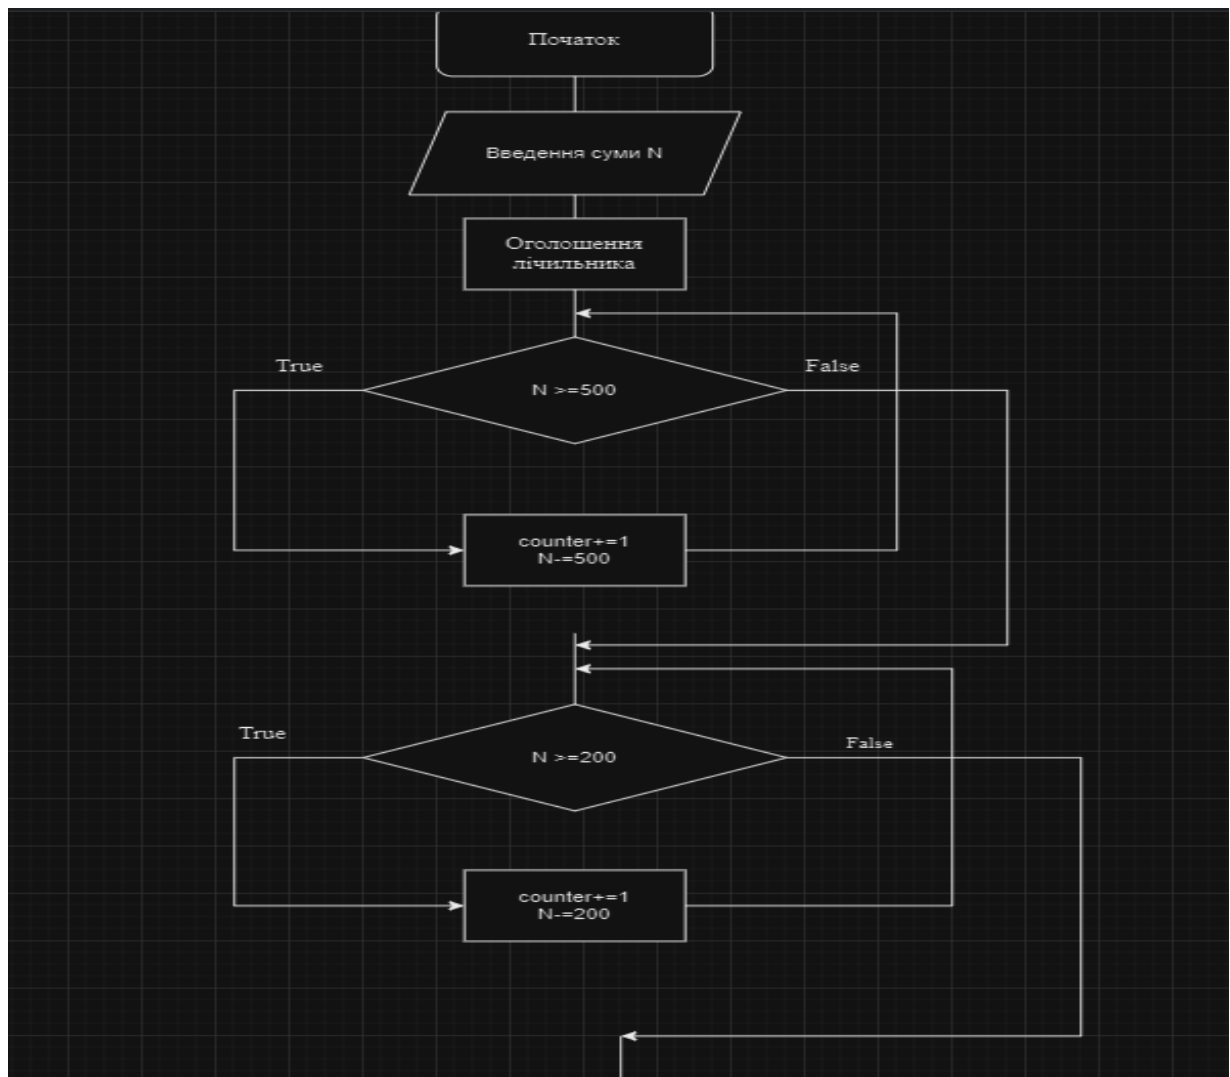 Початок
Введення суми N
Оголошення
лічильника
True
False
N >=500
counter+=1
N-=500
True
False
N >=200
counter+=1
N-=200